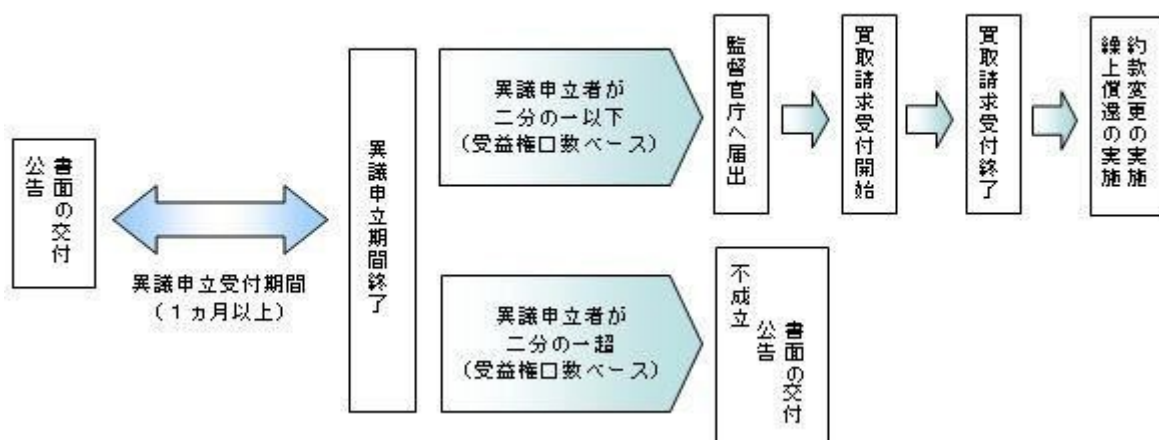 書面の交付
公告
異議申立受付期間
（１ヵ月以上）
異議申立期間終了
異議申立者が
二分の一以下
（受益権口数ベース）
監督官庁へ届出
買取請求受付開始
買取請求受付終了
約款変更の実施
繰上償還の実施
異議申立者が
二分の一超
（受益権口数ベース）
不成立
書面の交付
公告